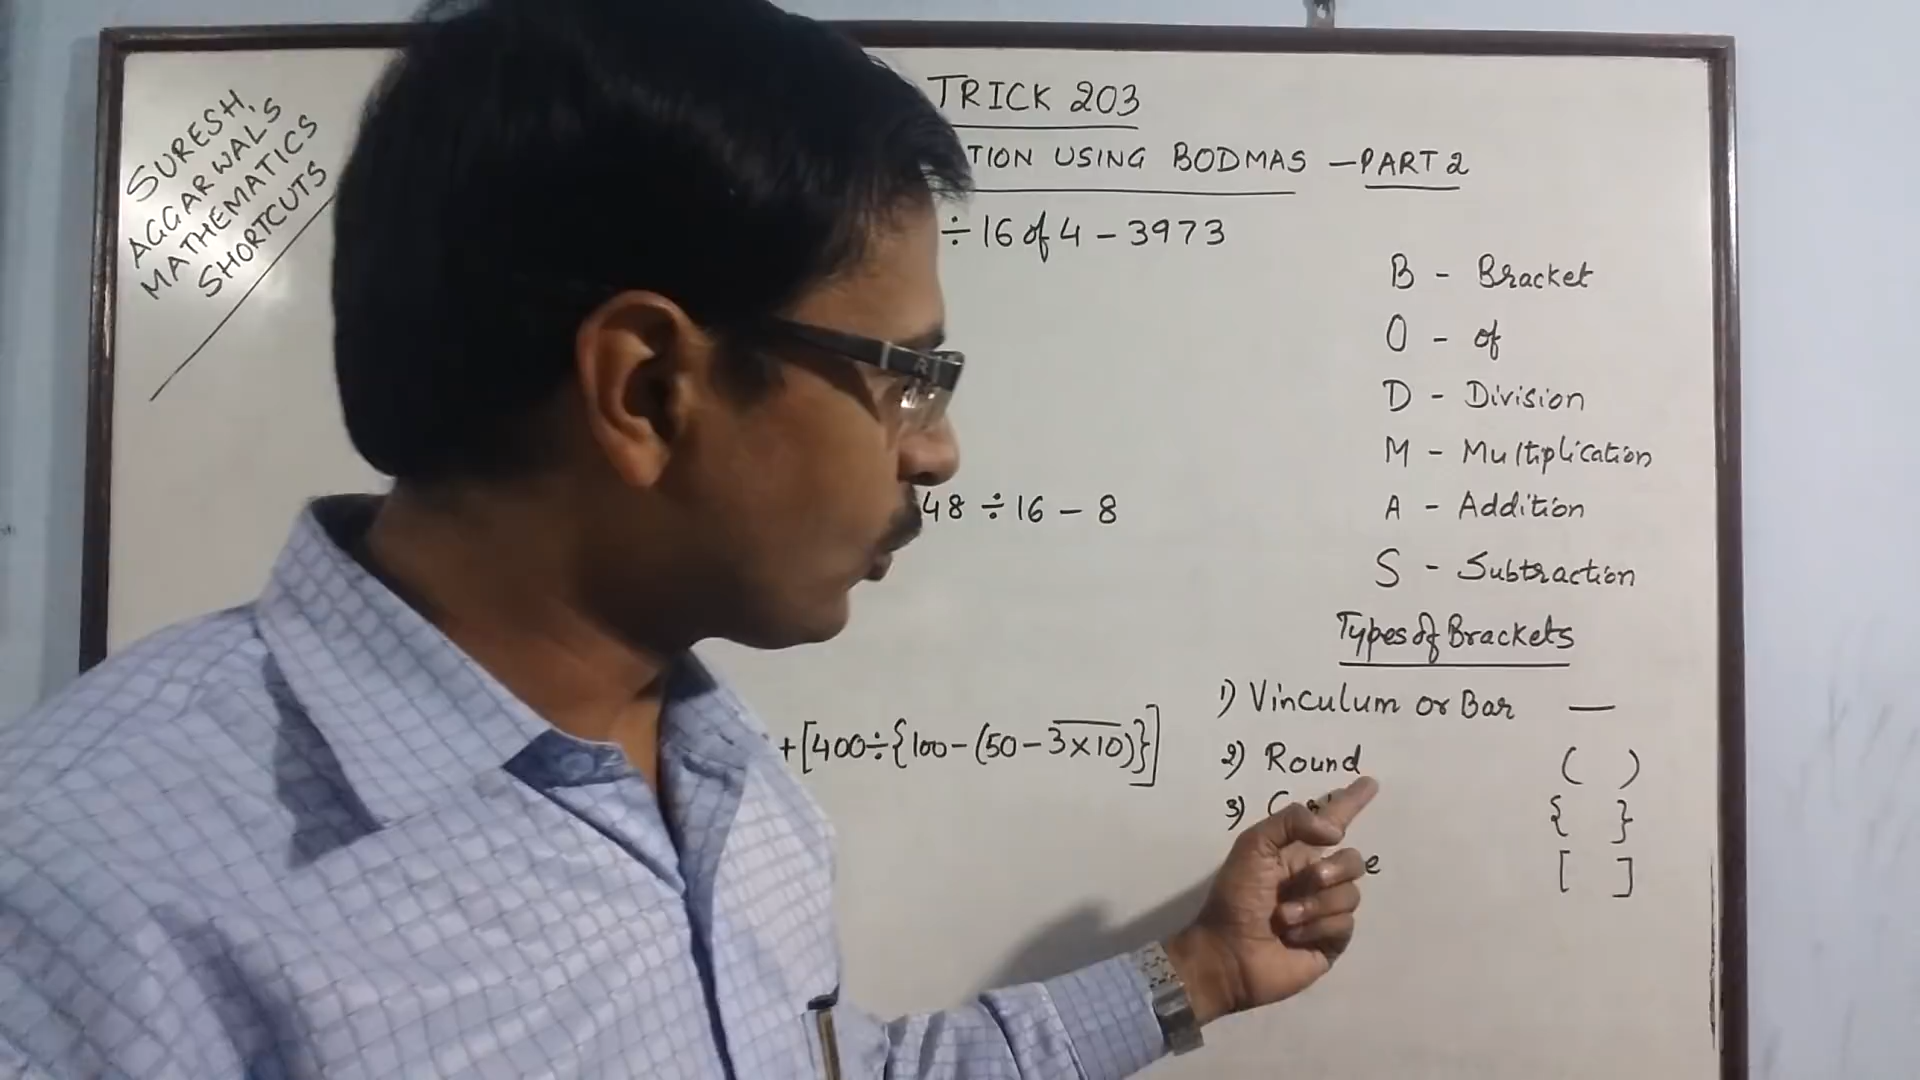 SURESH
AGGARWAL'S
MATHEMATICS
SHORTCUTS
TRICK 203
TION USING BODMAS - PART 2
÷ 16 of 4 - 3973
B - Bracket
O - of
D - Division
M - Multiplication
A - Addition
S - Subtraction
48 ÷ 16 - 8
Types of Brackets
1) Vinculum or Bar —
+ [400 ÷ {100 - (50 - 3̅ ̅×̅ ̅1̅0̅)}]
2) Round ( )
3) { }
e [ ]